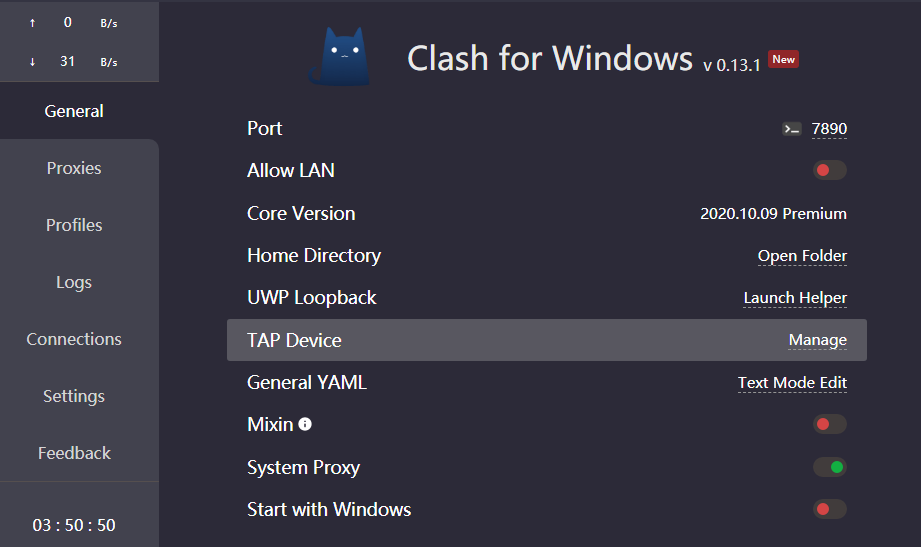 ↑ 0 B/s
↓ 31 B/s
General
Proxies
Profiles
Logs
Connections
Settings
Feedback
03 : 50 : 50
Clash for Windows v 0.13.1 New
Port 7890
Allow LAN
Core Version 2020.10.09 Premium
Home Directory Open Folder
UWP Loopback Launch Helper
TAP Device Manage
General YAML Text Mode Edit
Mixin
System Proxy
Start with Windows